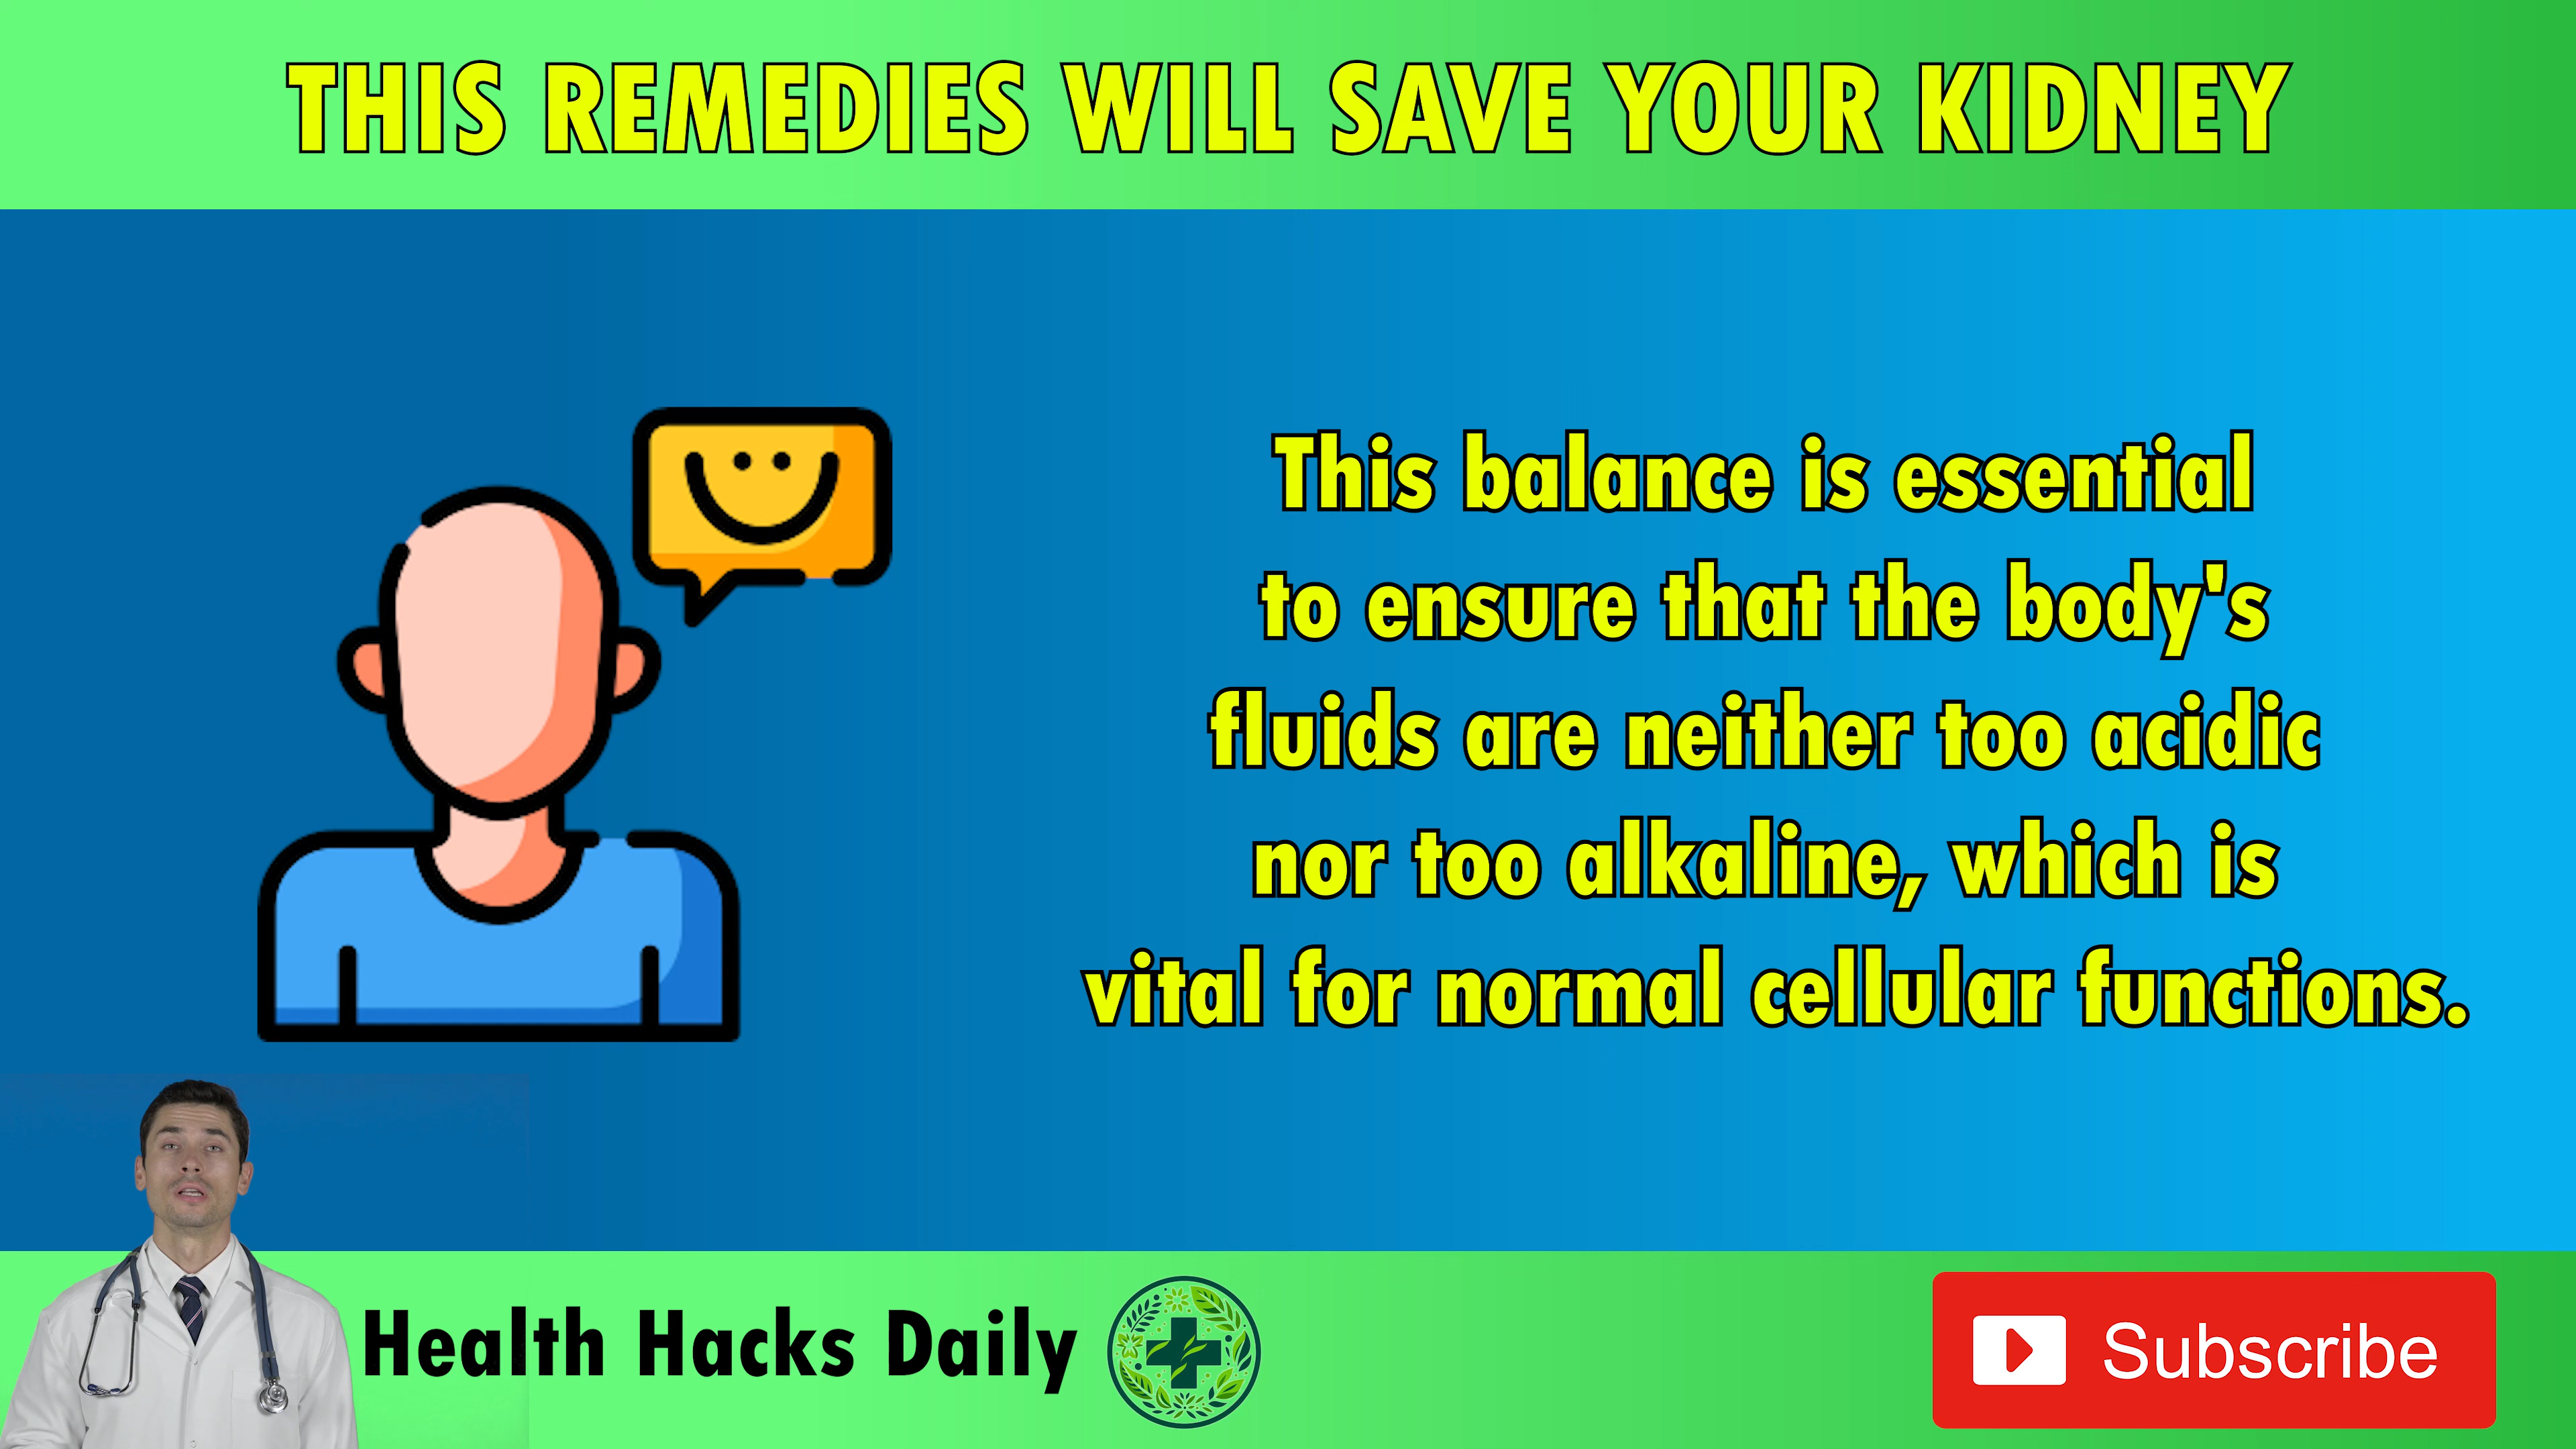 THIS REMEDIES WILL SAVE YOUR KIDNEY
This balance is essential
to ensure that the body's
fluids are neither too acidic
nor too alkaline, which is
vital for normal cellular functions.
Health Hacks Daily
Subscribe